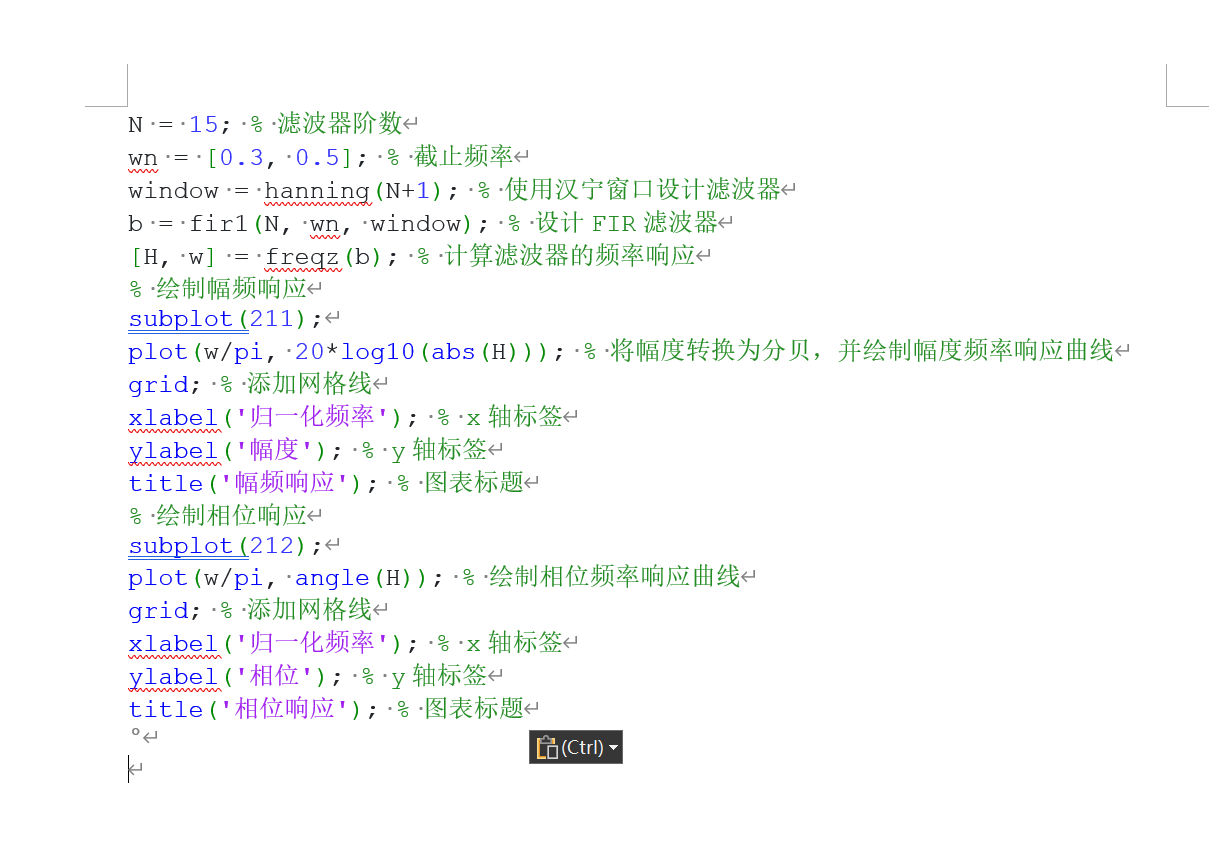 N = 15; % 滤波器阶数
wn = [0.3, 0.5]; % 截止频率
window = hanning(N+1); % 使用汉宁窗口设计滤波器
b = fir1(N, wn, window); % 设计 FIR 滤波器
[H, w] = freqz(b); % 计算滤波器的频率响应
% 绘制幅频响应
subplot(211);
plot(w/pi, 20*log10(abs(H))); % 将幅度转换为分贝，并绘制幅度频率响应曲线
grid; % 添加网格线
xlabel('归一化频率'); % x 轴标签
ylabel('幅度'); % y 轴标签
title('幅频响应'); % 图表标题
% 绘制相位响应
subplot(212);
plot(w/pi, angle(H)); % 绘制相位频率响应曲线
grid; % 添加网格线
xlabel('归一化频率'); % x 轴标签
ylabel('相位'); % y 轴标签
title('相位响应'); % 图表标题
(Ctrl)